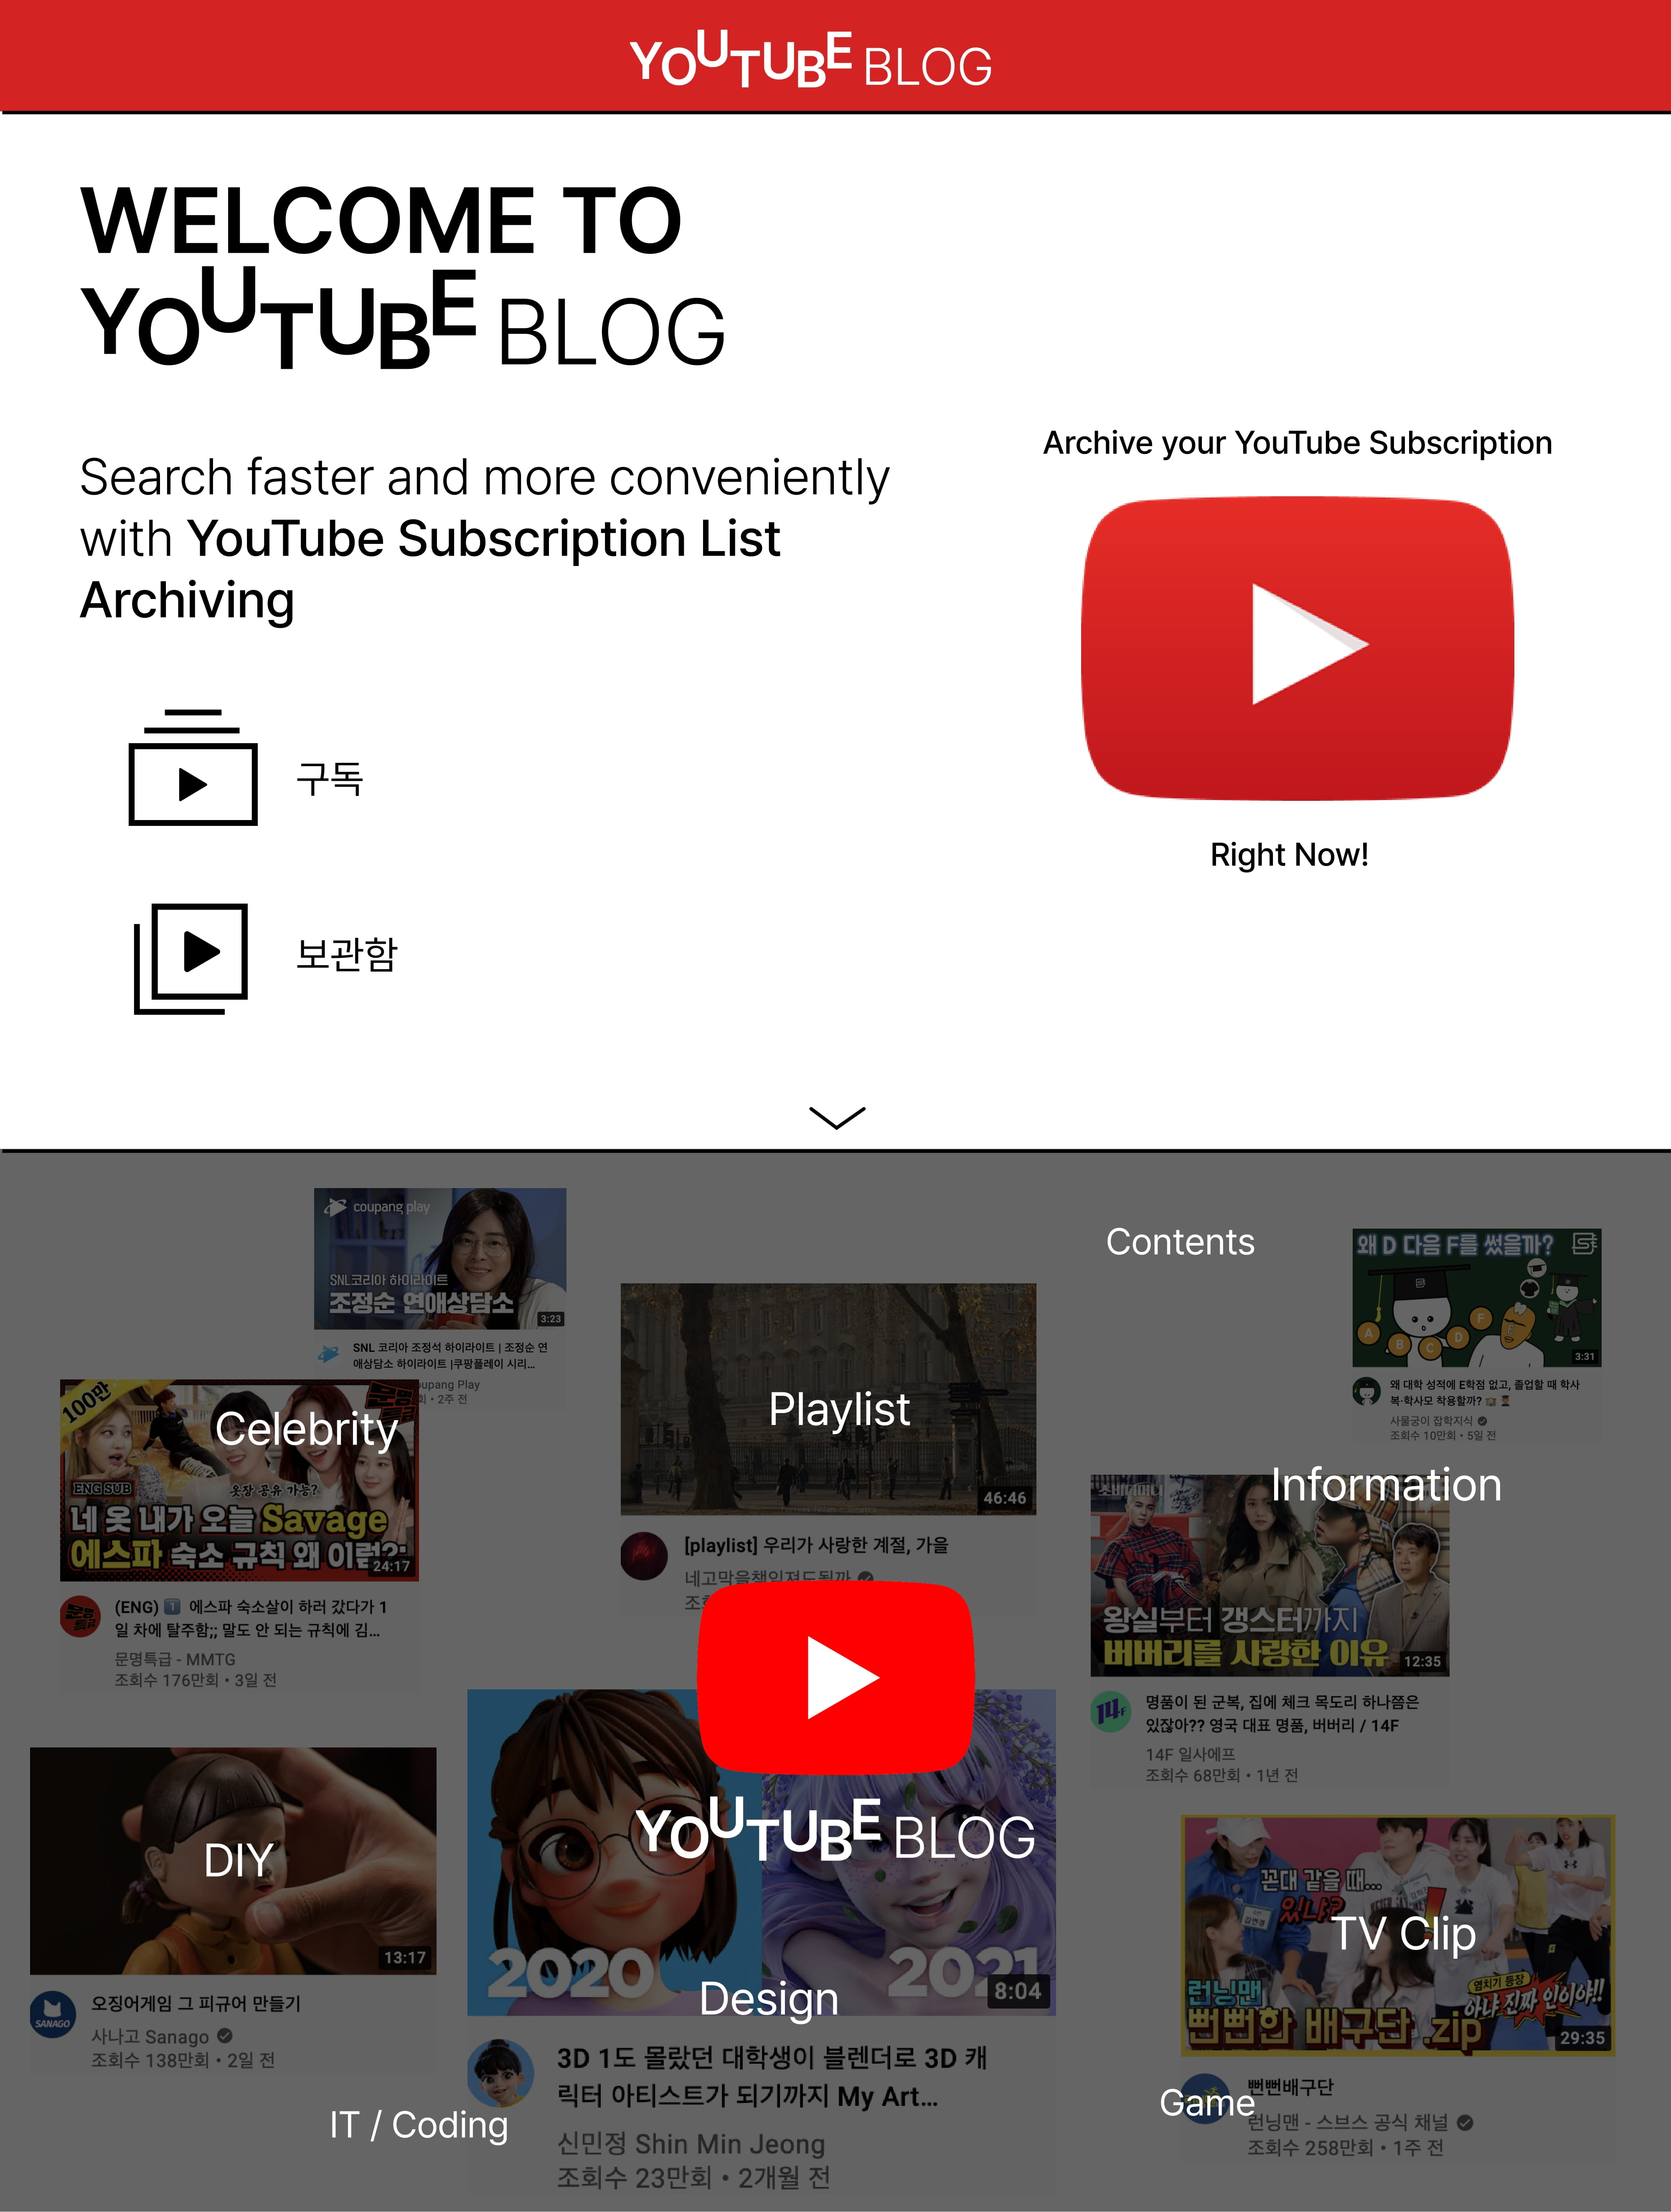 YOUTUBE BLOG
WELCOME TO
YOUTUBE BLOG
Search faster and more conveniently
with YouTube Subscription List
Archiving
구독
보관함
Archive your YouTube Subscription
Right Now!
coupang play
SNL코리아 하이라이트
조정순 연애상담소
3:23
SNL 코리아 조정석 하이라이트 | 조정순 연
애상담소 하이라이트 |쿠팡플레이 시리...
upang Play
회 • 2주 전
Contents
왜 D 다음 F를 썼을까?
A
B
C
D
F
3:31
왜 대학 성적에 E학점 없고, 졸업할 때 학사
복·학사모 착용할까?
사물궁이 잡학지식
조회수 10만회 • 5일 전
100만
문명특급
Celebrity
ENG SUB
옷장 공유 가능?
네 옷 내가 오늘 Savage
에스파 숙소 규칙 왜 이럼?
24:17
(ENG) 1 에스파 숙소살이 하러 갔다가 1
일 차에 탈주함;; 말도 안 되는 규칙에 김...
문명특급 - MMTG
조회수 176만회 • 3일 전
Playlist
46:46
[playlist] 우리가 사랑한 계절, 가을
네고막을책임져도될까
조회
Information
소비더머니
왕실부터 갱스터까지
버버리를 사랑한 이유
12:35
14F
명품이 된 군복, 집에 체크 목도리 하나쯤은
있잖아?? 영국 대표 명품, 버버리 / 14F
14F 일사에프
조회수 68만회 • 1년 전
YOUTUBE BLOG
DIY
13:17
SANAGO
오징어게임 그 피규어 만들기
사나고 Sanago
조회수 138만회 • 2일 전
2020
2021
8:04
Design
3D 1도 몰랐던 대학생이 블렌더로 3D 캐
릭터 아티스트가 되기까지 My Art...
신민정 Shin Min Jeong
조회수 23만회 • 2개월 전
IT / Coding
꼰대 같을 때...
있나?
TV Clip
런닝맨
뻔뻔한 배구단.zip
염치기 등장
아냐 진짜 인이야!!
29:35
뻔뻔배구단
Game
런닝맨 - 스브스 공식 채널
조회수 258만회 • 1주 전